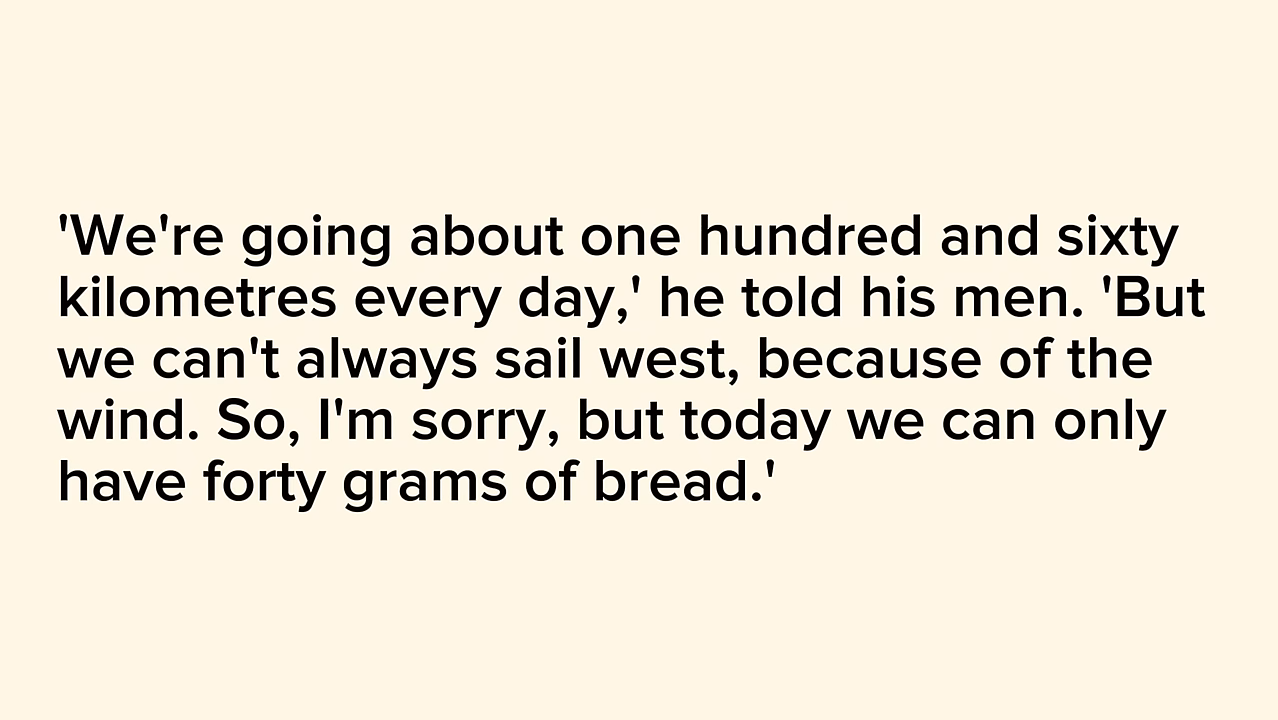 'We're going about one hundred and sixty
kilometres every day,' he told his men. 'But
we can't always sail west, because of the
wind. So, I'm sorry, but today we can only
have forty grams of bread.'